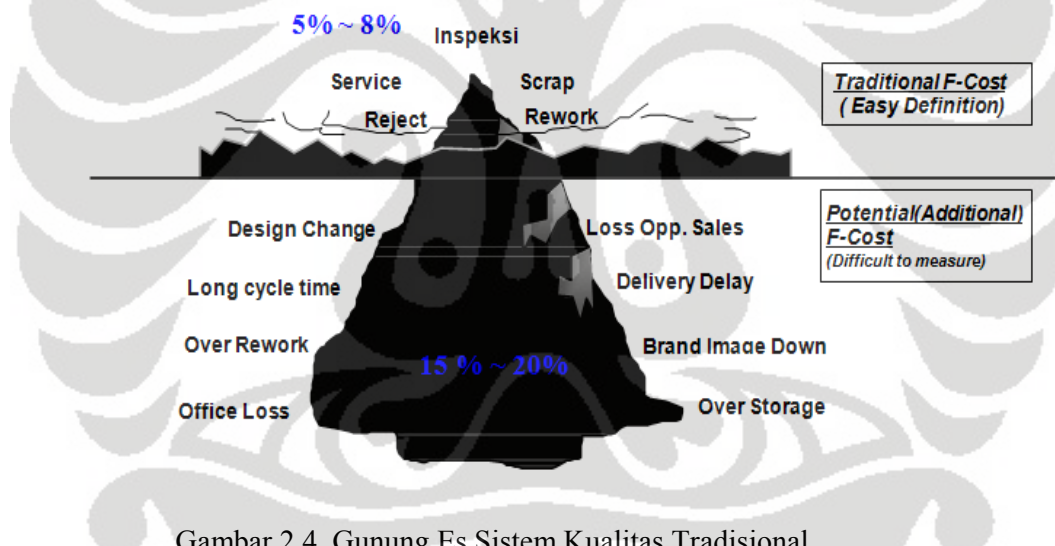 5% ~ 8%
Inspeksi
Service
Scrap
Reject
Rework
Traditional F-Cost
( Easy Definition)
Design Change
Loss Opp. Sales
Potential(Additional)
F-Cost
(Difficult to measure)
Long cycle time
Delivery Delay
Over Rework
Brand Image Down
15 % ~ 20%
Office Loss
Over Storage
Gambar 2.4 Gunung Es Sistem Kualitas Tradisional